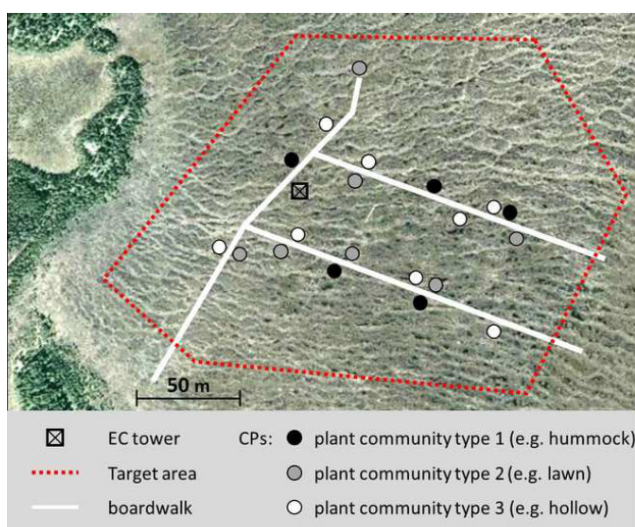 50 m
EC tower CPs: plant community type 1 (e.g. hummock)
Target area plant community type 2 (e.g. lawn)
boardwalk plant community type 3 (e.g. hollow)